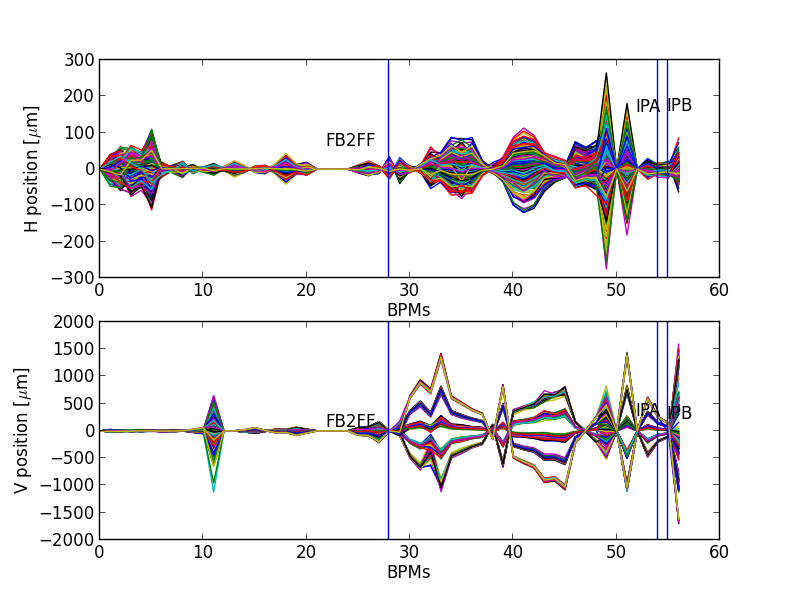 300
200
100
0
−100
−200
−300
H position [μm]
FB2FF
IPA
IPB
0 10 20 30 40 50 60
BPMs
2000
1500
1000
500
0
−500
−1000
−1500
−2000
V position [μm]
FB2FF
IPA
IPB
0 10 20 30 40 50 60
BPMs